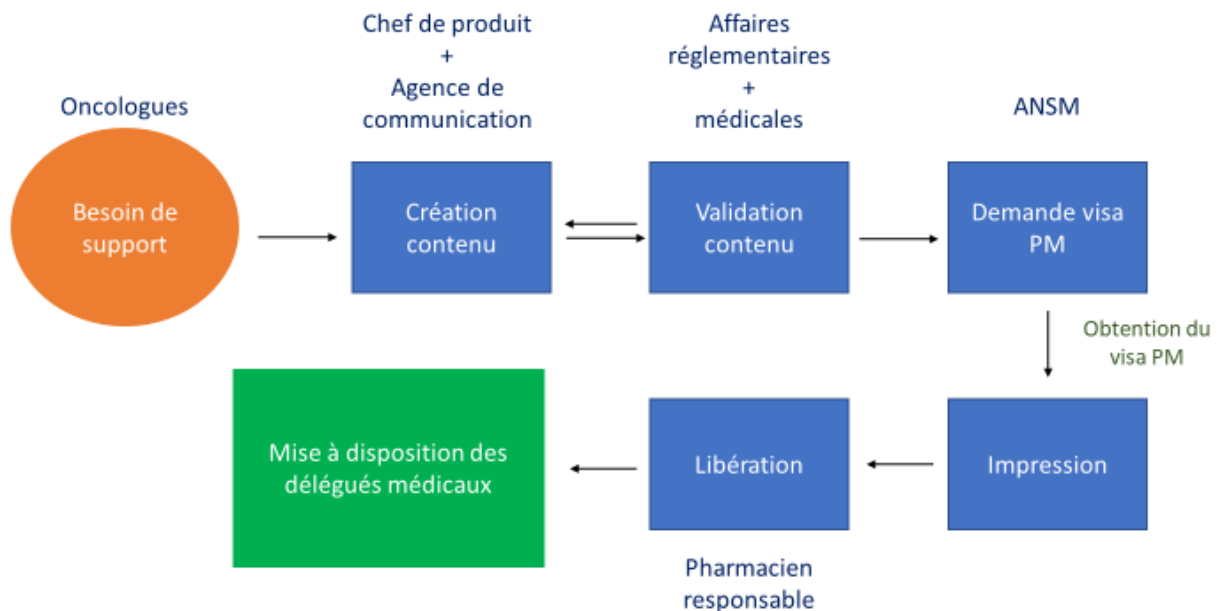 Oncologues
Besoin de
support
Chef de produit
+
Agence de
communication
Création
contenu
Affaires
réglementaires
+
médicales
Validation
contenu
ANSM
Demande visa
PM
Obtention du
visa PM
Impression
Libération
Pharmacien
responsable
Mise à disposition des
délégués médicaux